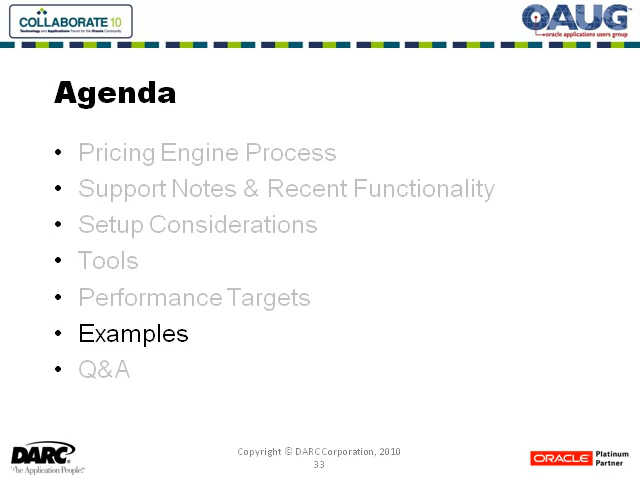 COLLABORATE 10
Technology and Applications Forum for the Oracle Community
OAUG
oracle applications users group
Agenda
• Pricing Engine Process
• Support Notes & Recent Functionality
• Setup Considerations
• Tools
• Performance Targets
• Examples
• Q&A
DARC
"The Application People."
Copyright © DARC Corporation, 2010
33
ORACLE Platinum
Partner